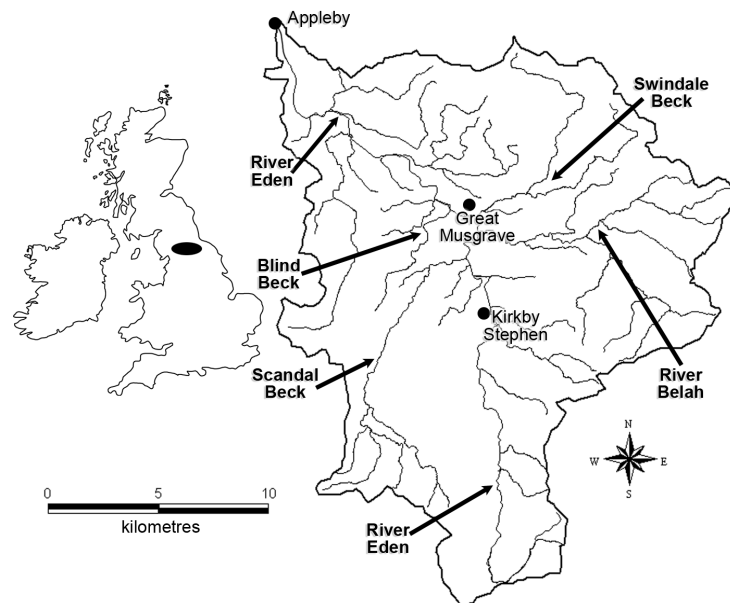 Appleby
Swindale
Beck
River
Eden
Great
Musgrave
Blind
Beck
Kirkby
Stephen
Scandal
Beck
River
Belah
N
W E
S
0 5 10
kilometres
River
Eden